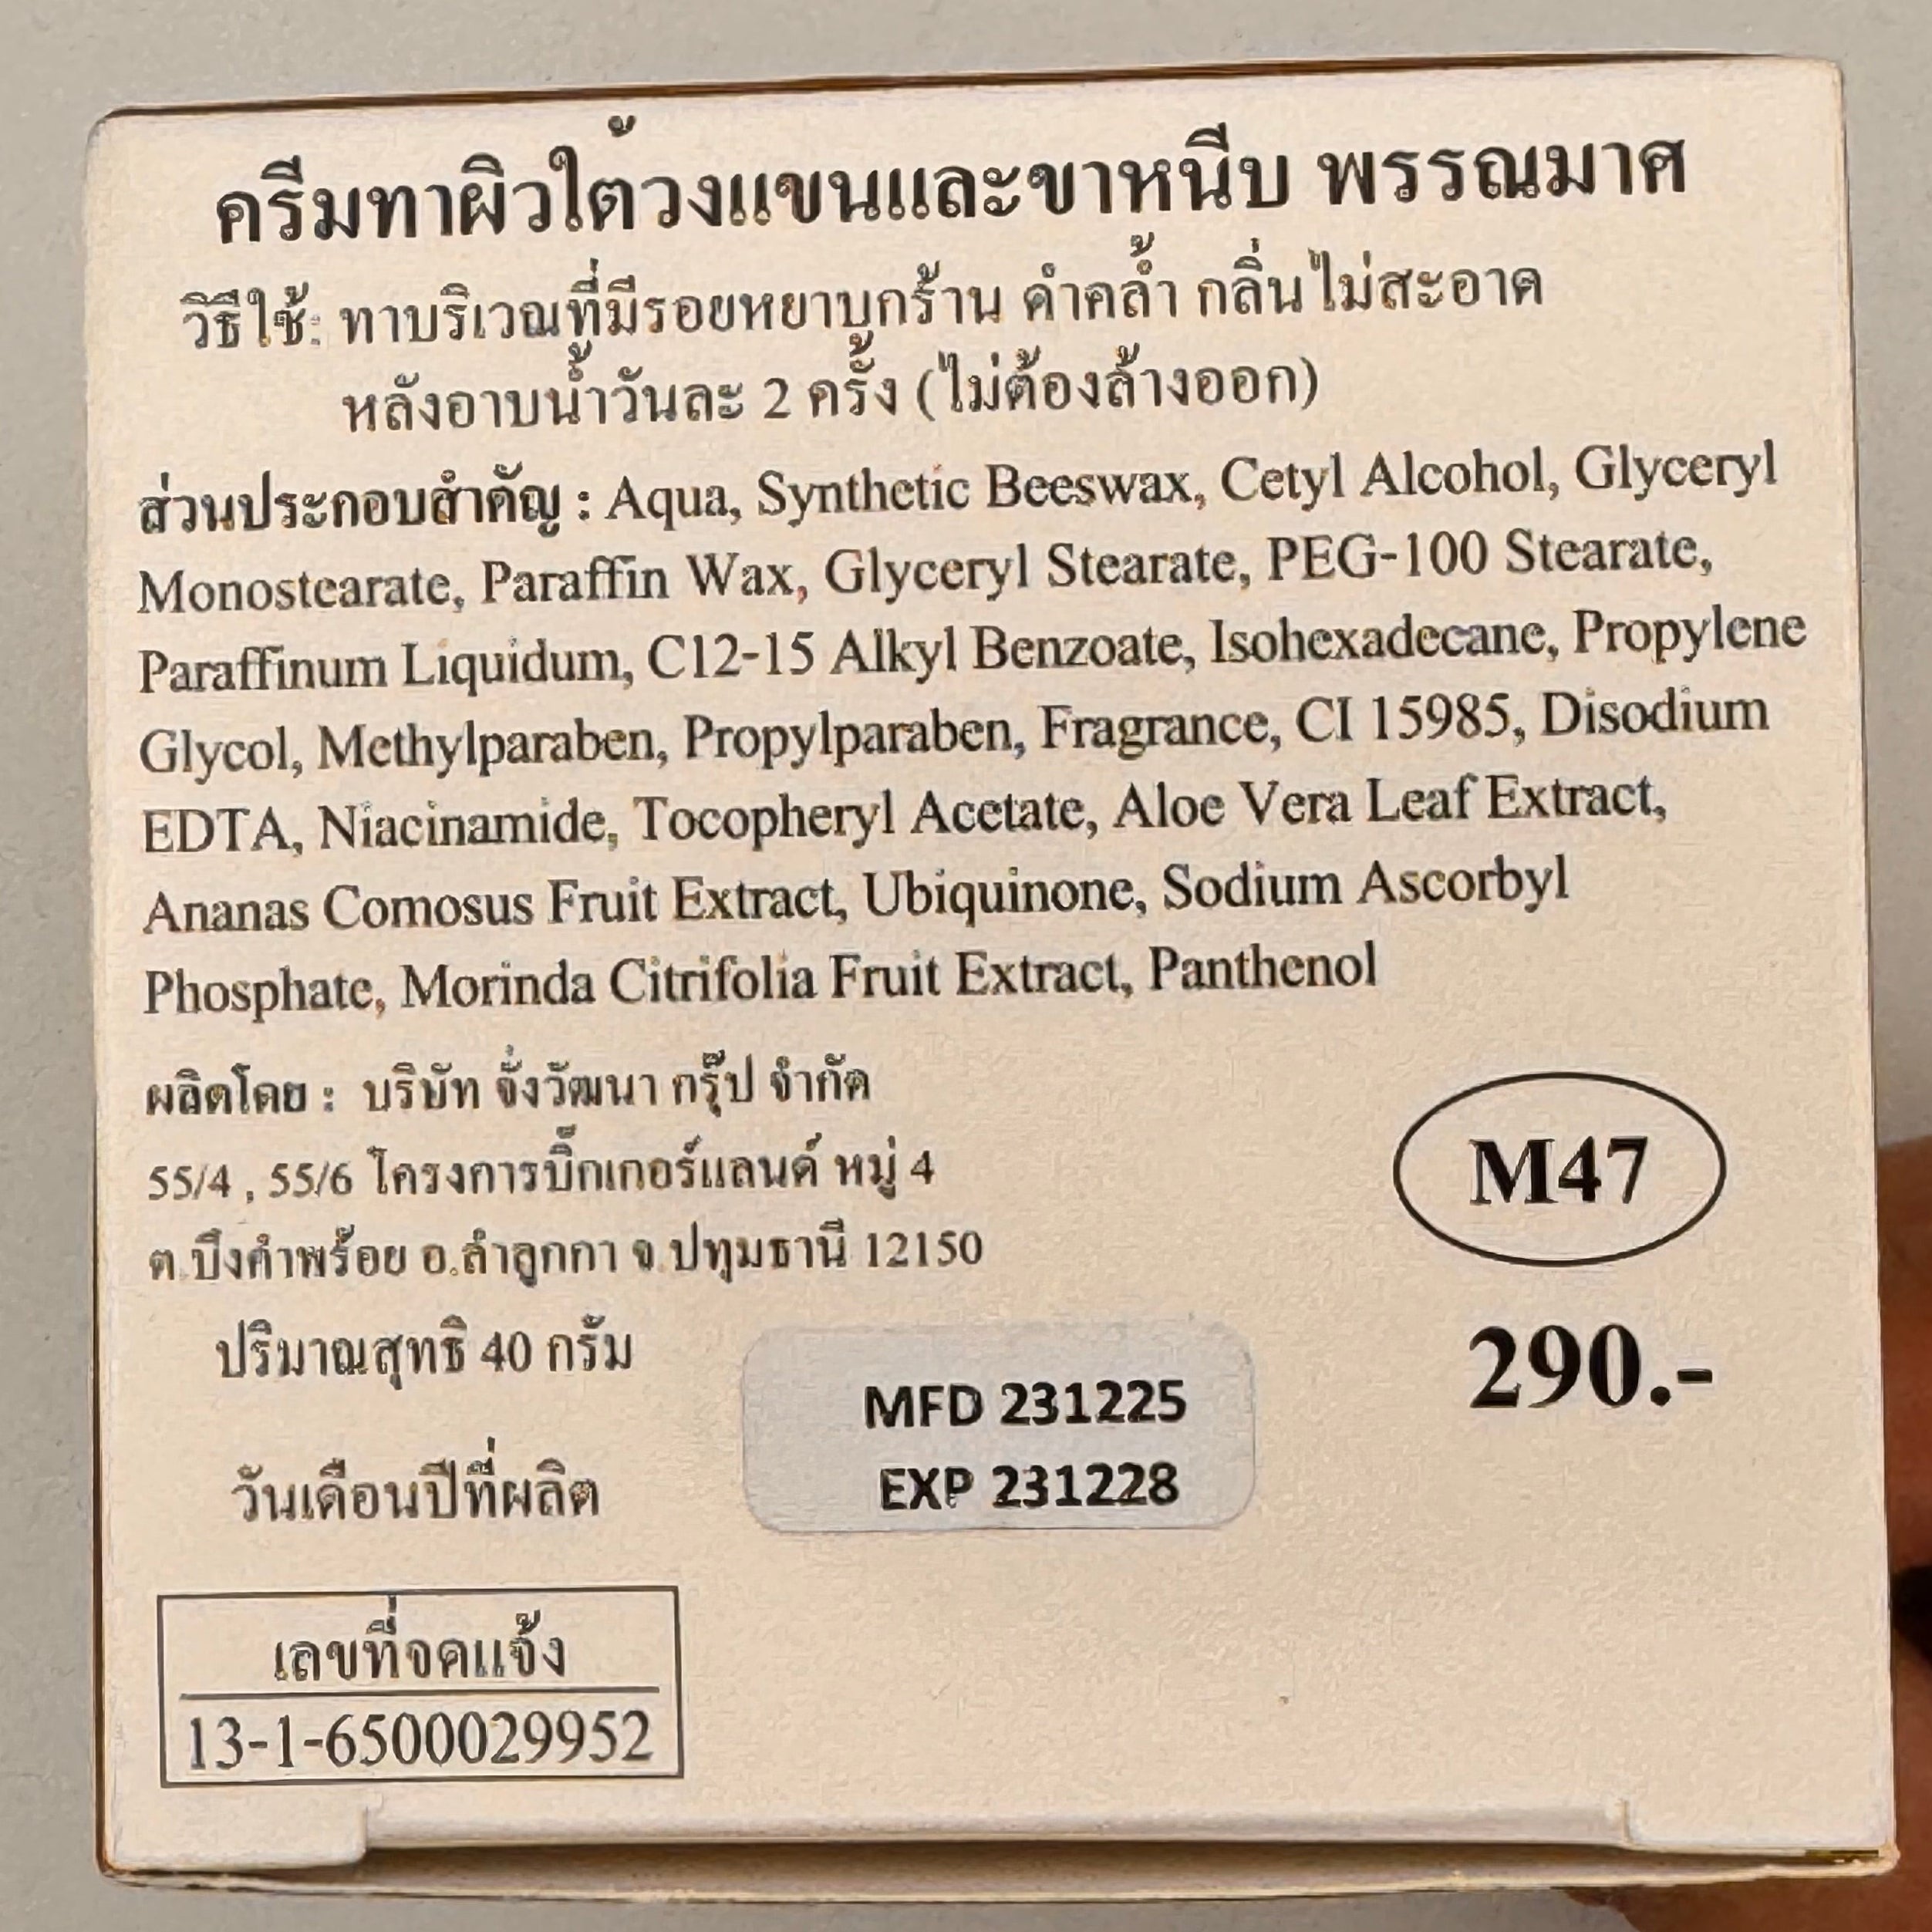 ครีมทาผิวใต้วงแขนและขาหนีบ พรรณมาศ
วิธีใช้: ทาบริเวณที่มีรอยหยาบกร้าน ดำคล้ำ กลิ่นไม่สะอาด
หลังอาบน้ำวันละ 2 ครั้ง (ไม่ต้องล้างออก)
ส่วนประกอบสำคัญ : Aqua, Synthetic Beeswax, Cetyl Alcohol, Glyceryl
Monostearate, Paraffin Wax, Glyceryl Stearate, PEG-100 Stearate,
Paraffinum Liquidum, C12-15 Alkyl Benzoate, Isohexadecane, Propylene
Glycol, Methylparaben, Propylparaben, Fragrance, CI 15985, Disodium
EDTA, Niacinamide, Tocopheryl Acetate, Aloe Vera Leaf Extract,
Ananas Comosus Fruit Extract, Ubiquinone, Sodium Ascorbyl
Phosphate, Morinda Citrifolia Fruit Extract, Panthenol
ผลิตโดย : บริษัท จั่งวัฒนา กรุ๊ป จำกัด
55/4 , 55/6 โครงการบิ๊กเกอร์แลนด์ หมู่ 4
ต.บึงคำพร้อย อ.ลำลูกกา จ.ปทุมธานี 12150
M47
ปริมาณสุทธิ 40 กรัม
290.-
MFD 231225
EXP 231228
วันเดือนปีที่ผลิต
เลขที่จดแจ้ง
13-1-6500029952